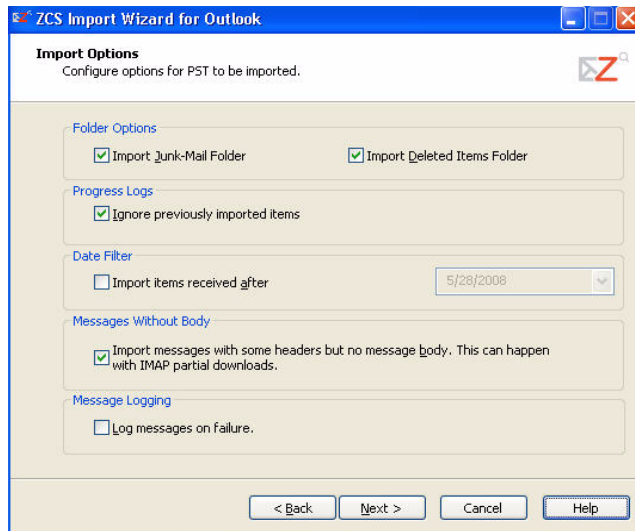 ZCS Import Wizard for Outlook
Import Options
Configure options for PST to be imported.
Z
Folder Options
Import Junk-Mail Folder
Import Deleted Items Folder
Progress Logs
Ignore previously imported items
Date Filter
Import items received after
5/28/2008
Messages Without Body
Import messages with some headers but no message body. This can happen
with IMAP partial downloads.
Message Logging
Log messages on failure.
< Back
Next >
Cancel
Help